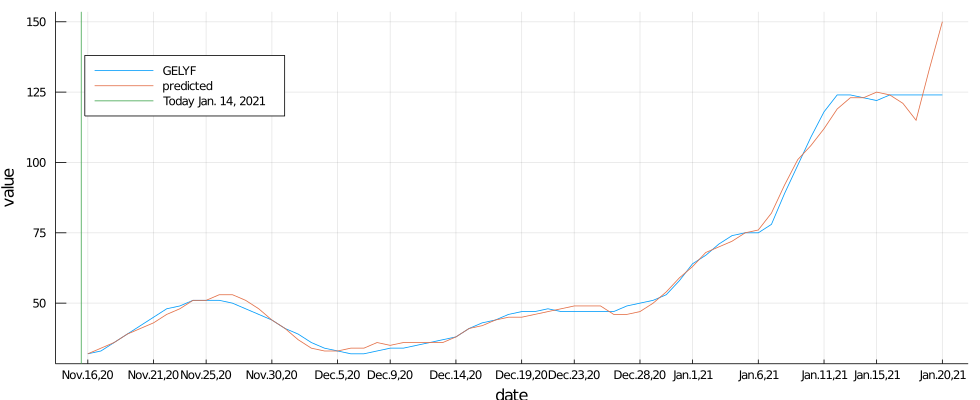 150
125
100
75
50
value
GELYF
predicted
Today Jan. 14, 2021
Nov.16,20 Nov.21,20 Nov.25,20 Nov.30,20 Dec.5,20 Dec.9,20 Dec.14,20 Dec.19,20 Dec.23,20 Dec.28,20 Jan.1,21 Jan.6,21 Jan.11,21 Jan.15,21 Jan.20,21
date